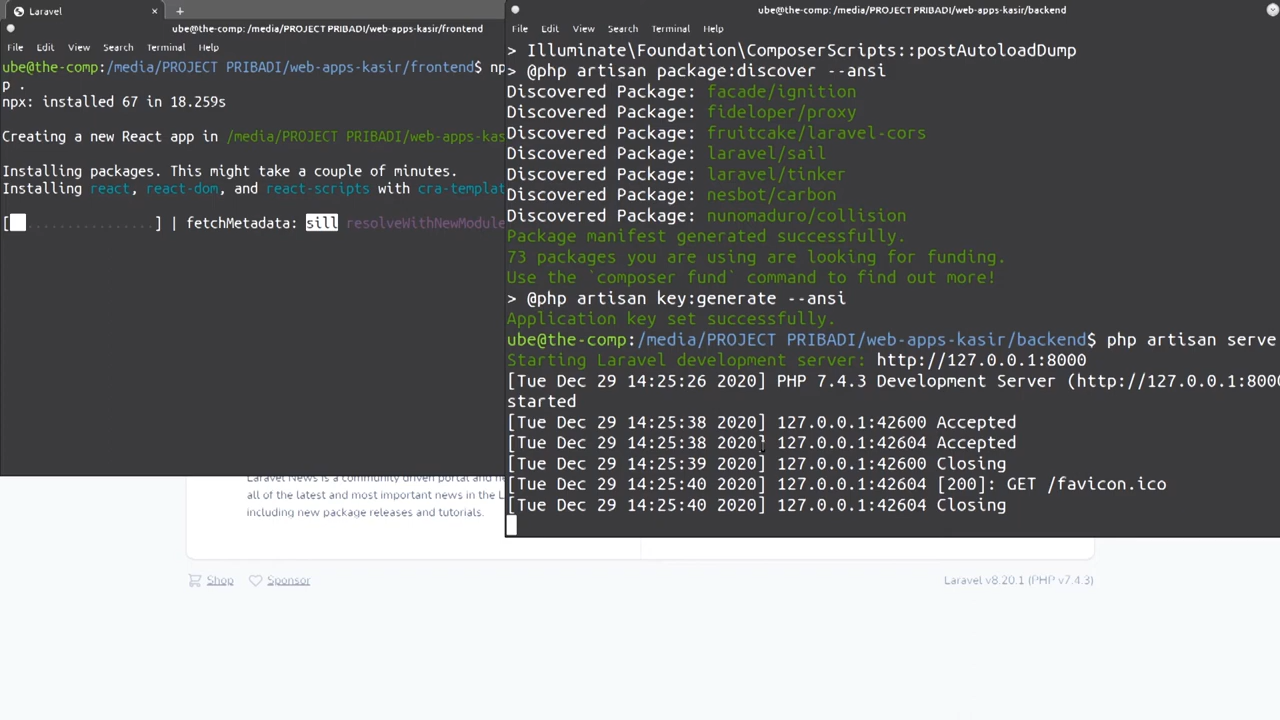 Laravel
ube@the-comp: /media/PROJECT PRIBADI/web-apps-kasir/frontend
File Edit View Search Terminal Help
ube@the-comp:/media/PROJECT PRIBADI/web-apps-kasir/frontend$ np
p .
npx: installed 67 in 18.259s
Creating a new React app in /media/PROJECT PRIBADI/web-apps-kas
Installing packages. This might take a couple of minutes.
Installing react, react-dom, and react-scripts with cra-templat
[ ................] | fetchMetadata: sill resolveWithNewModule
ube@the-comp: /media/PROJECT PRIBADI/web-apps-kasir/backend
File Edit View Search Terminal Help
> Illuminate\Foundation\ComposerScripts::postAutoloadDump
> @php artisan package:discover --ansi
Discovered Package: facade/ignition
Discovered Package: fideloper/proxy
Discovered Package: fruitcake/laravel-cors
Discovered Package: laravel/sail
Discovered Package: laravel/tinker
Discovered Package: nesbot/carbon
Discovered Package: nunomaduro/collision
Package manifest generated successfully.
73 packages you are using are looking for funding.
Use the `composer fund` command to find out more!
> @php artisan key:generate --ansi
Application key set successfully.
ube@the-comp:/media/PROJECT PRIBADI/web-apps-kasir/backend$ php artisan serve
Starting Laravel development server: http://127.0.0.1:8000
[Tue Dec 29 14:25:26 2020] PHP 7.4.3 Development Server (http://127.0.0.1:8000
started
[Tue Dec 29 14:25:38 2020] 127.0.0.1:42600 Accepted
[Tue Dec 29 14:25:38 2020] 127.0.0.1:42604 Accepted
[Tue Dec 29 14:25:39 2020] 127.0.0.1:42600 Closing
[Tue Dec 29 14:25:40 2020] 127.0.0.1:42604 [200]: GET /favicon.ico
[Tue Dec 29 14:25:40 2020] 127.0.0.1:42604 Closing
Laravel News is a community driven portal and ne
all of the latest and most important news in the L
including new package releases and tutorials.
Shop Sponsor
Laravel v8.20.1 (PHP v7.4.3)